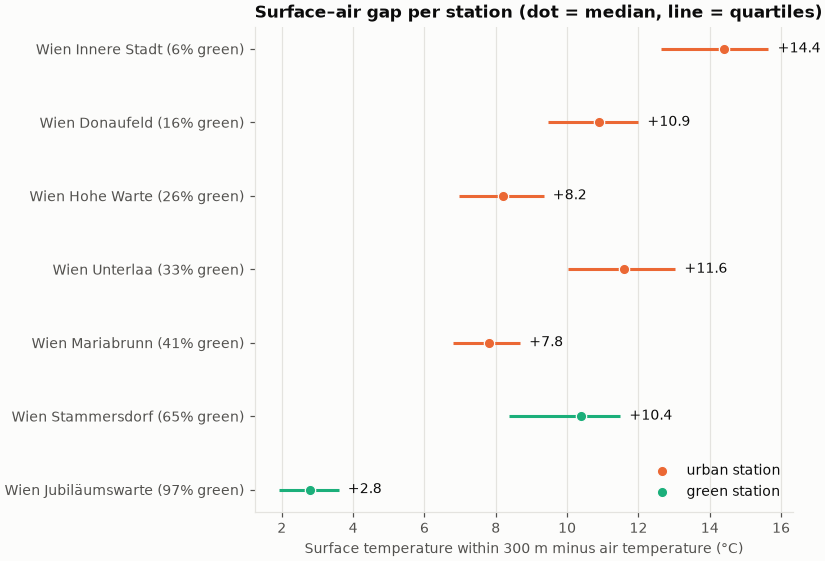 Surface–air gap per station (dot = median, line = quartiles)
Wien Innere Stadt (6% green)
+14.4
Wien Donaufeld (16% green)
+10.9
Wien Hohe Warte (26% green)
+8.2
Wien Unterlaa (33% green)
+11.6
Wien Mariabrunn (41% green)
+7.8
Wien Stammersdorf (65% green)
+10.4
Wien Jubiläumswarte (97% green)
+2.8
urban station
green station
2 4 6 8 10 12 14 16
Surface temperature within 300 m minus air temperature (°C)